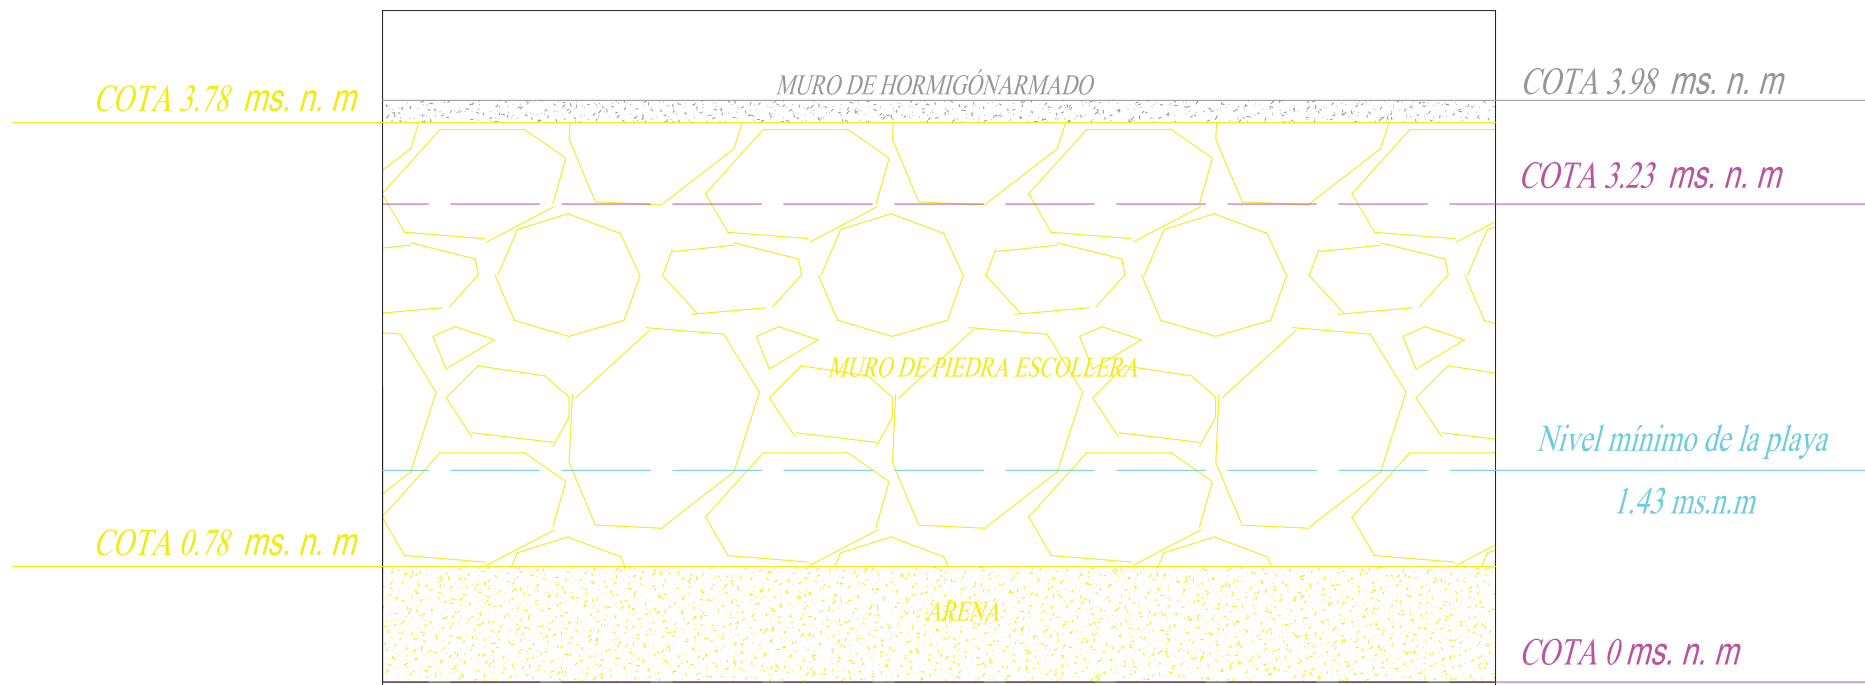 MURO DE HORMIGÓNARMADO
COTA 3.98 ms. n. m
COTA 3.78 ms. n. m
COTA 3.23 ms. n. m
MURO DE PIEDRA ESCOLLERA
Nivel mínimo de la playa
1.43 ms.n.m
COTA 0.78 ms. n. m
ARENA
COTA 0 ms. n. m